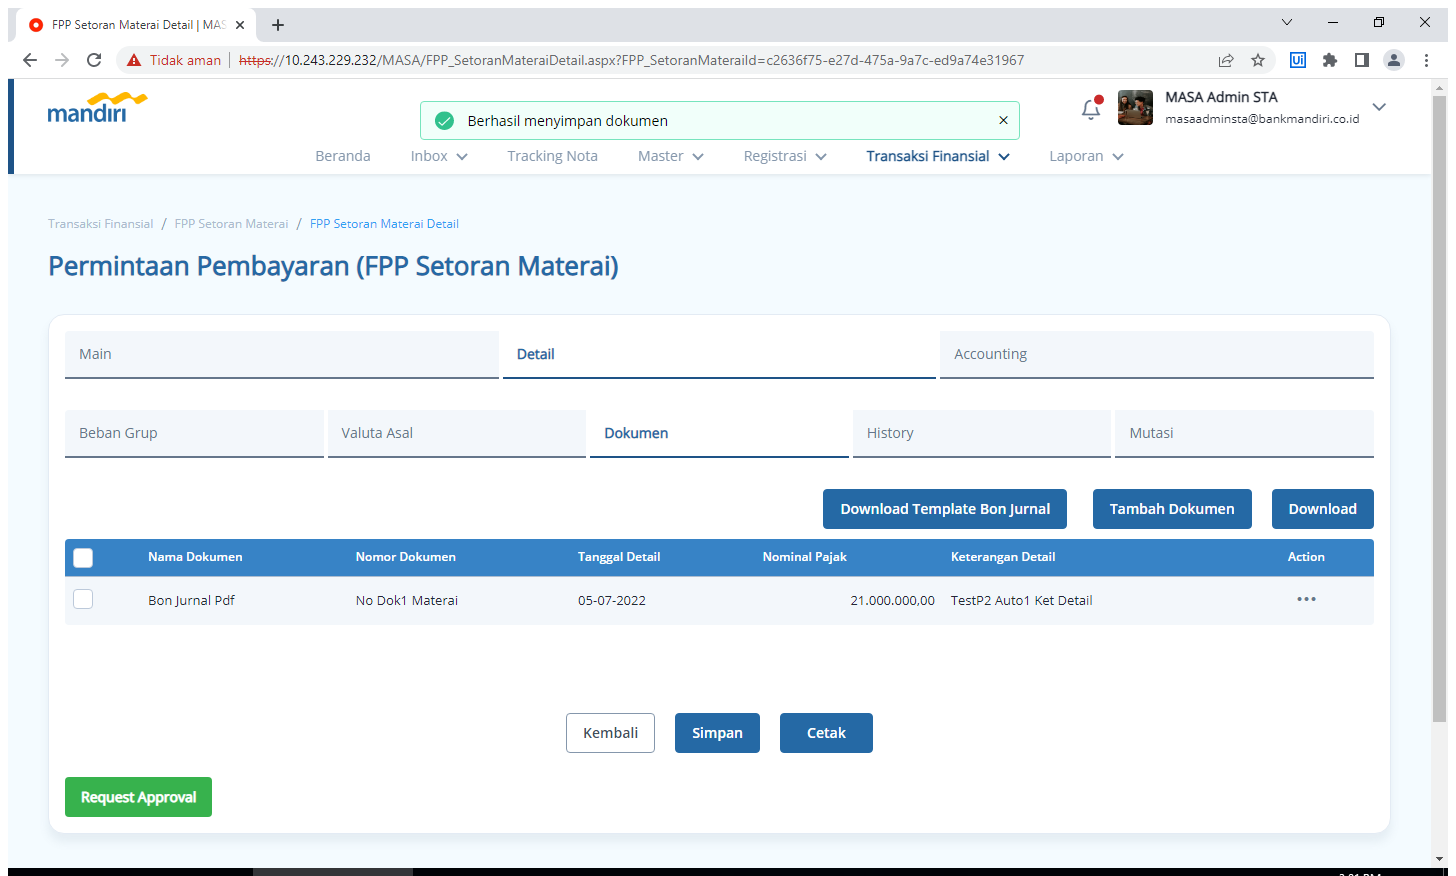 FPP Setoran Materai Detail | MAS
Tidak aman | https://10.243.229.232/MASA/FPP_SetoranMateraiDetail.aspx?FPP_SetoranMateraiId=c2636f75-e27d-475a-9a7c-ed9a74e31967
Ui
mandiri
Berhasil menyimpan dokumen
MASA Admin STA
masaadminsta@bankmandiri.co.id
Beranda Inbox Tracking Nota Master Registrasi Transaksi Finansial Laporan
Transaksi Finansial / FPP Setoran Materai / FPP Setoran Materai Detail
Permintaan Pembayaran (FPP Setoran Materai)
Main Detail Accounting
Beban Grup Valuta Asal Dokumen History Mutasi
Download Template Bon Jurnal Tambah Dokumen Download
Nama Dokumen Nomor Dokumen Tanggal Detail Nominal Pajak Keterangan Detail Action
Bon Jurnal Pdf No Dok1 Materai 05-07-2022 21.000.000,00 TestP2 Auto1 Ket Detail
Kembali Simpan Cetak
Request Approval